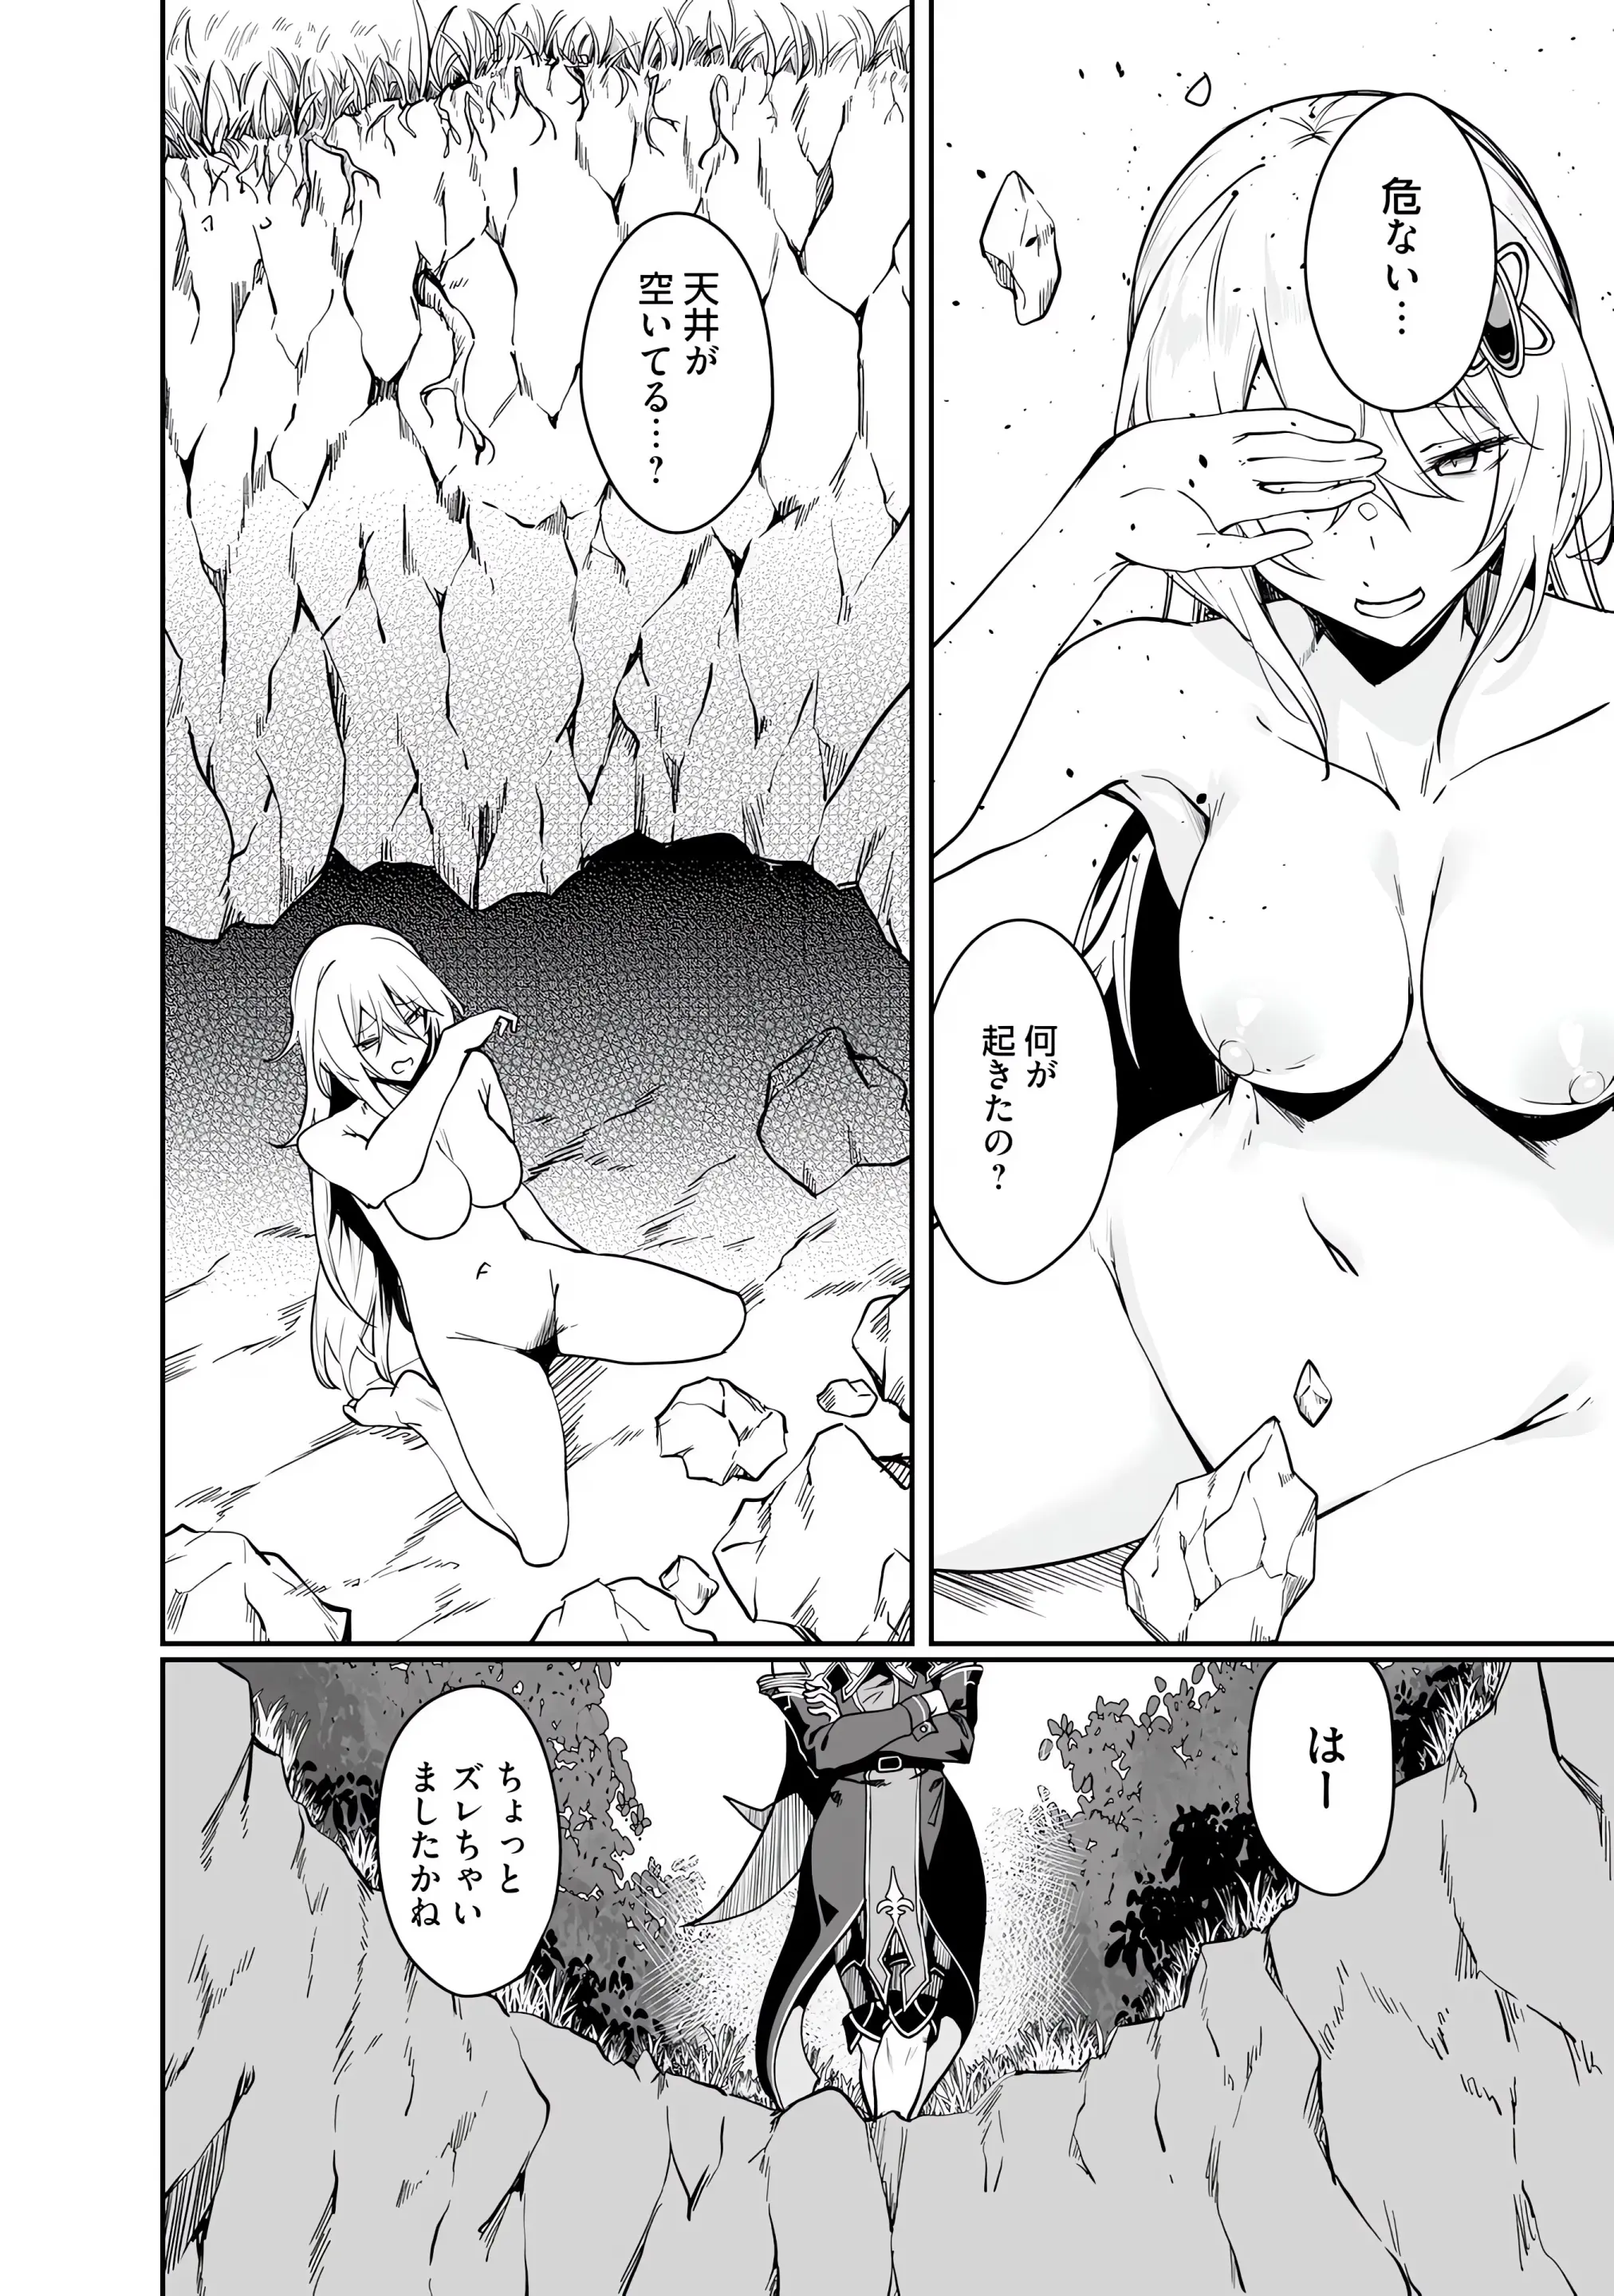 危ない…
何が
起きたの？
天井が
空いてる…？
はー
ちょっと
ズレちゃい
ましたかね